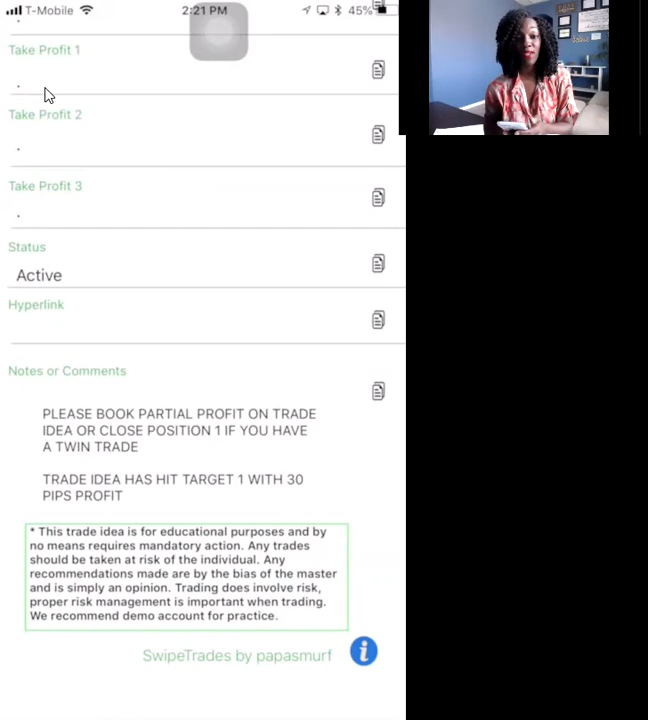 T-Mobile 2:21 PM 45%
Take Profit 1
.
Take Profit 2
.
Take Profit 3
.
Status
Active
Hyperlink
Notes or Comments
PLEASE BOOK PARTIAL PROFIT ON TRADE
IDEA OR CLOSE POSITION 1 IF YOU HAVE
A TWIN TRADE
TRADE IDEA HAS HIT TARGET 1 WITH 30
PIPS PROFIT
* This trade idea is for educational purposes and by
no means requires mandatory action. Any trades
should be taken at risk of the individual. Any
recommendations made are by the bias of the master
and is simply an opinion. Trading does involve risk,
proper risk management is important when trading.
We recommend demo account for practice.
SwipeTrades by papasmurf